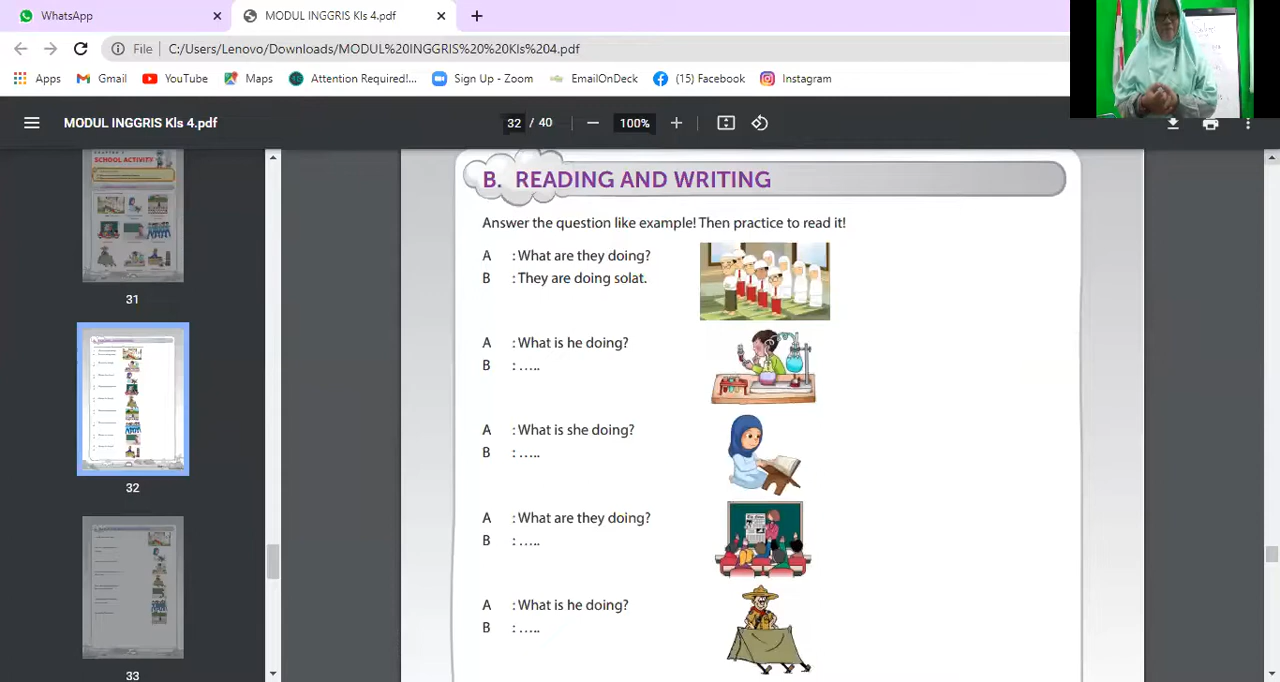 WhatsApp
MODUL INGGRIS Kls 4.pdf
File
C:/Users/Lenovo/Downloads/MODUL%20INGGRIS%20%20Kls%204.pdf
Apps
Gmail
YouTube
Maps
Attention Required!...
Sign Up - Zoom
EmailOnDeck
(15) Facebook
Instagram
MODUL INGGRIS Kls 4.pdf
32 / 40
100%
SCHOOL ACTIVITY
31
32
33
B. READING AND WRITING
Answer the question like example! Then practice to read it!
A : What are they doing?
B : They are doing solat.
A : What is he doing?
B : .....
A : What is she doing?
B : .....
A : What are they doing?
B : .....
A : What is he doing?
B : .....